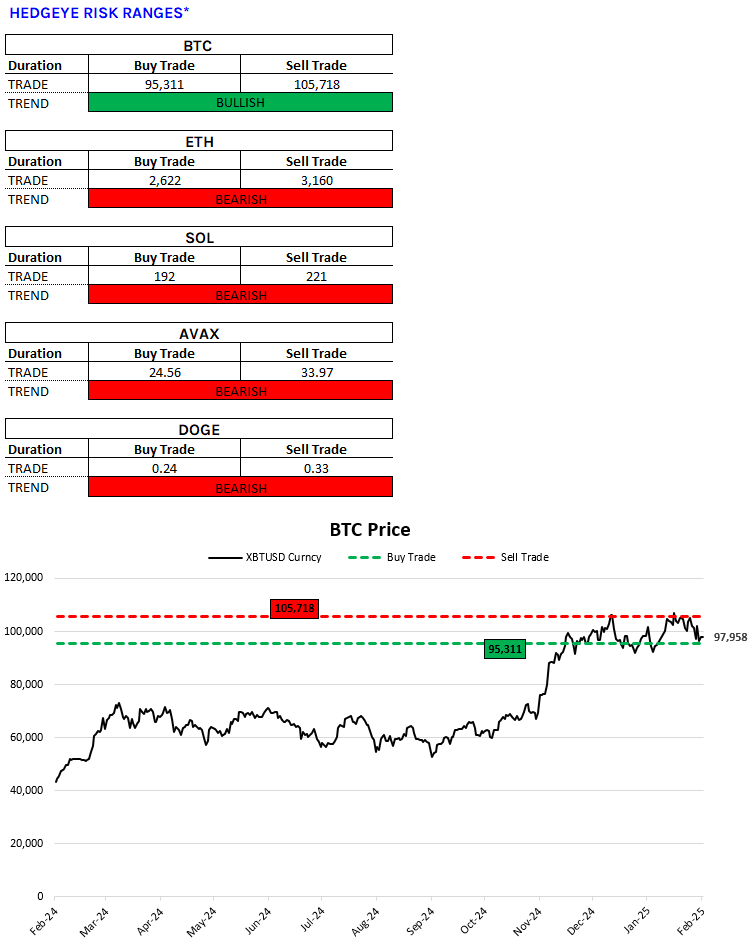 HEDGEYE RISK RANGES*
BTC
Duration Buy Trade Sell Trade
TRADE 95,311 105,718
TREND BULLISH
ETH
Duration Buy Trade Sell Trade
TRADE 2,622 3,160
TREND BEARISH
SOL
Duration Buy Trade Sell Trade
TRADE 192 221
TREND BEARISH
AVAX
Duration Buy Trade Sell Trade
TRADE 24.56 33.97
TREND BEARISH
DOGE
Duration Buy Trade Sell Trade
TRADE 0.24 0.33
TREND BEARISH
BTC Price
XBTUSD Curncy Buy Trade Sell Trade
120,000
105,718
100,000
97,958
95,311
80,000
60,000
40,000
20,000
0
Feb-24 Mar-24 Apr-24 May-24 Jun-24 Jul-24 Aug-24 Sep-24 Oct-24 Nov-24 Dec-24 Jan-25 Feb-25